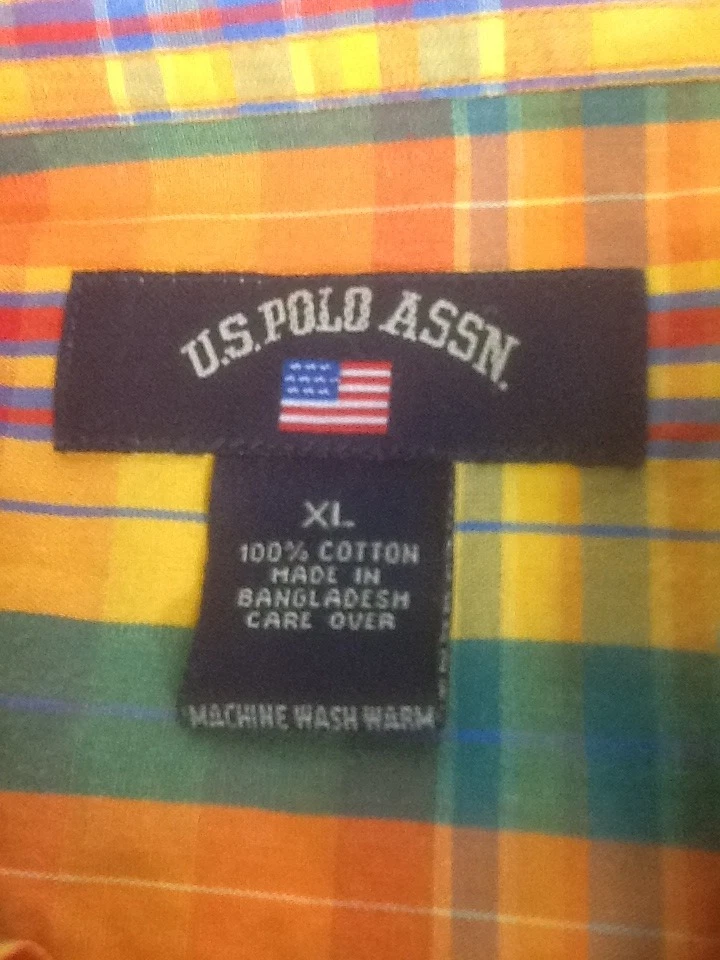 U.S. POLO ASSN.
XL
100% COTTON
MADE IN
BANGLADESH
CARE OVER
MACHINE WASH WARM